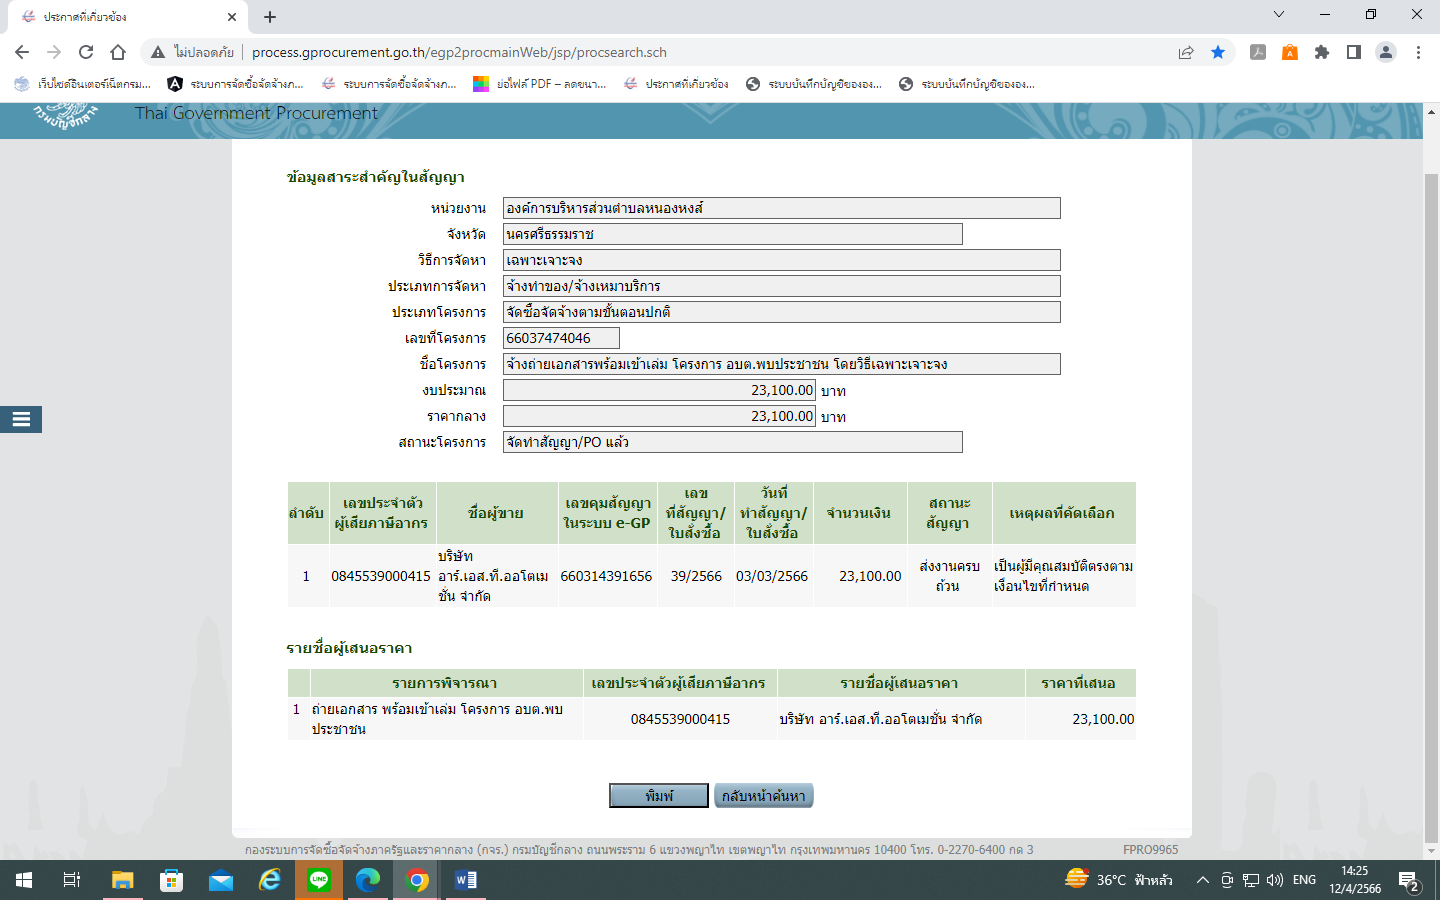 ประกาศที่เกี่ยวข้อง
ไม่ปลอดภัย | process.gprocurement.go.th/egp2procmainWeb/jsp/procsearch.sch
เว็บไซต์อินเตอร์เน็ตกรม... ระบบการจัดซื้อจัดจ้างภ... ระบบการจัดซื้อจัดจ้างภ... ย่อไฟล์ PDF – ลดขนา... ประกาศที่เกี่ยวข้อง ระบบบันทึกบัญชีขององ... ระบบบันทึกบัญชีขององ...
กรมบัญชีกลาง
Thai Government Procurement
ข้อมูลสาระสำคัญในสัญญา
หน่วยงาน องค์การบริหารส่วนตำบลหนองหงส์
จังหวัด นครศรีธรรมราช
วิธีการจัดหา เฉพาะเจาะจง
ประเภทการจัดหา จ้างทำของ/จ้างเหมาบริการ
ประเภทโครงการ จัดซื้อจัดจ้างตามขั้นตอนปกติ
เลขที่โครงการ 66037474046
ชื่อโครงการ จ้างถ่ายเอกสารพร้อมเข้าเล่ม โครงการ อบต.พบประชาชน โดยวิธีเฉพาะเจาะจง
งบประมาณ 23,100.00 บาท
ราคากลาง 23,100.00 บาท
สถานะโครงการ จัดทำสัญญา/PO แล้ว
ลำดับ เลขประจำตัวผู้เสียภาษีอากร ชื่อผู้ขาย เลขคุมสัญญาในระบบ e-GP เลขที่สัญญา/ใบสั่งซื้อ วันที่ทำสัญญา/ใบสั่งซื้อ จำนวนเงิน สถานะสัญญา เหตุผลที่คัดเลือก
1 0845539000415 บริษัท อาร์.เอส.ที.ออโตเมชั่น จำกัด 660314391656 39/2566 03/03/2566 23,100.00 ส่งงานครบถ้วน เป็นผู้มีคุณสมบัติตรงตามเงื่อนไขที่กำหนด
รายชื่อผู้เสนอราคา
รายการพิจารณา เลขประจำตัวผู้เสียภาษีอากร รายชื่อผู้เสนอราคา ราคาที่เสนอ
1 ถ่ายเอกสาร พร้อมเข้าเล่ม โครงการ อบต.พบประชาชน 0845539000415 บริษัท อาร์.เอส.ที.ออโตเมชั่น จำกัด 23,100.00
พิมพ์ กลับหน้าค้นหา
กองระบบการจัดซื้อจัดจ้างภาครัฐและราคากลาง (กจร.) กรมบัญชีกลาง ถนนพระราม 6 แขวงพญาไท เขตพญาไท กรุงเทพมหานคร 10400 โทร. 0-2270-6400 กด 3 FPRO9965
LINE 36°C ฟ้าหลัว ENG 14:25
12/4/2566 2